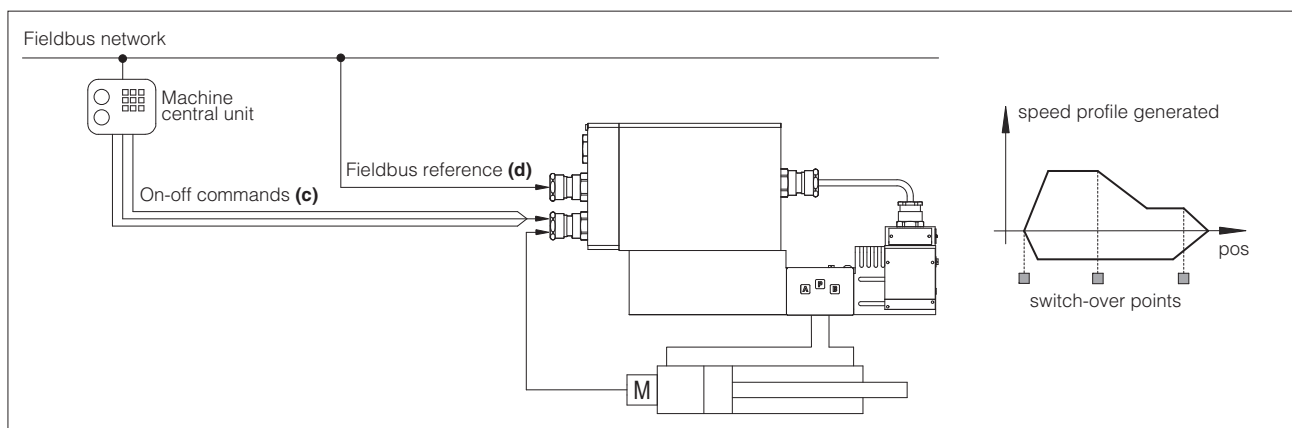 Fieldbus network
Machine
central unit
Fieldbus reference (d)
On-off commands (c)
A P B
M
speed profile generated
pos
switch-over points